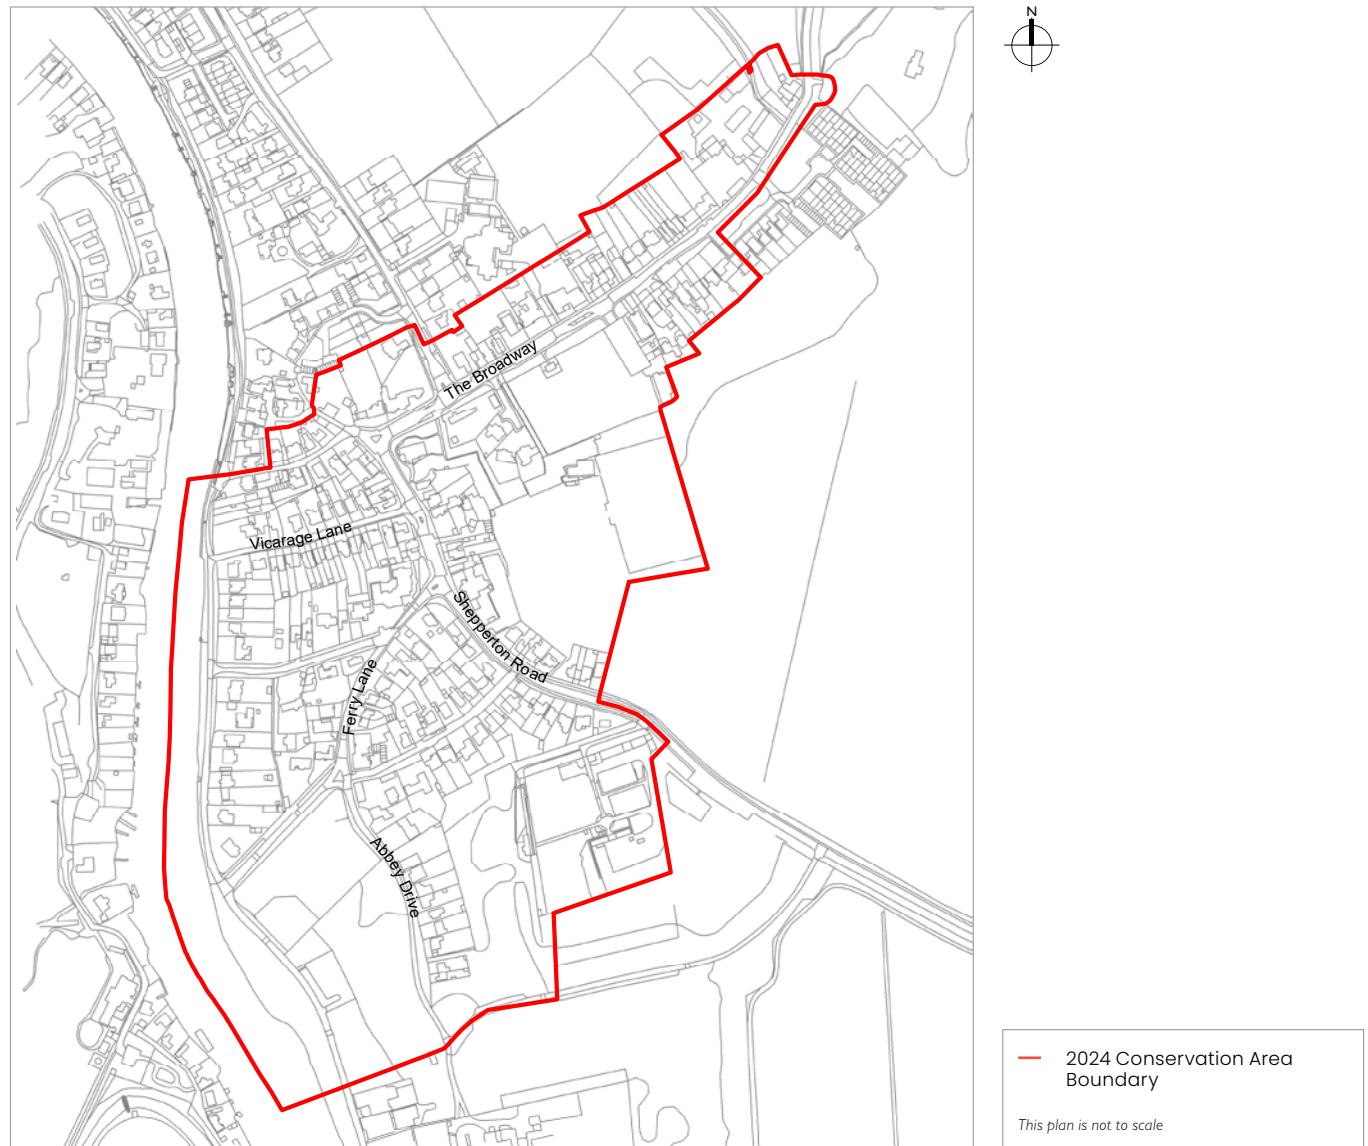 N
The Broadway
Vicarage Lane
Shepperton Road
Ferry Lane
Abbey Drive
2024 Conservation Area
Boundary
This plan is not to scale